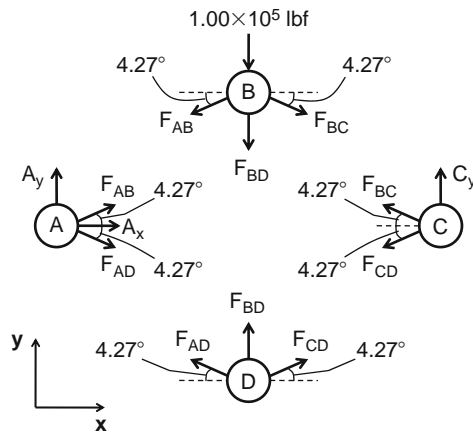 1.00×10⁵ lbf
4.27° 4.27°
B
F_AB F_BC
F_BD
A_y C_y
F_AB 4.27° 4.27° F_BC
A A_x C
F_AD 4.27° 4.27° F_CD
F_BD
y 4.27° F_AD F_CD 4.27°
D
x